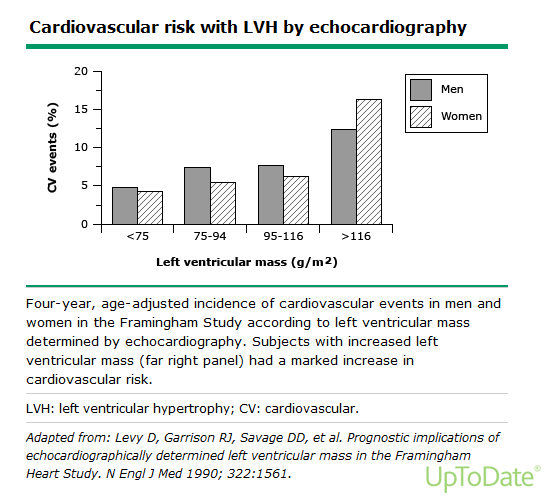 Cardiovascular risk with LVH by echocardiography
20
15
10
5
0
CV events (%)
Men
Women
<75
75-94
95-116
>116
Left ventricular mass (g/m²)
Four-year, age-adjusted incidence of cardiovascular events in men and
women in the Framingham Study according to left ventricular mass
determined by echocardiography. Subjects with increased left
ventricular mass (far right panel) had a marked increase in
cardiovascular risk.
LVH: left ventricular hypertrophy; CV: cardiovascular.
Adapted from: Levy D, Garrison RJ, Savage DD, et al. Prognostic implications of
echocardiographically determined left ventricular mass in the Framingham
Heart Study. N Engl J Med 1990; 322:1561.
UpToDate®